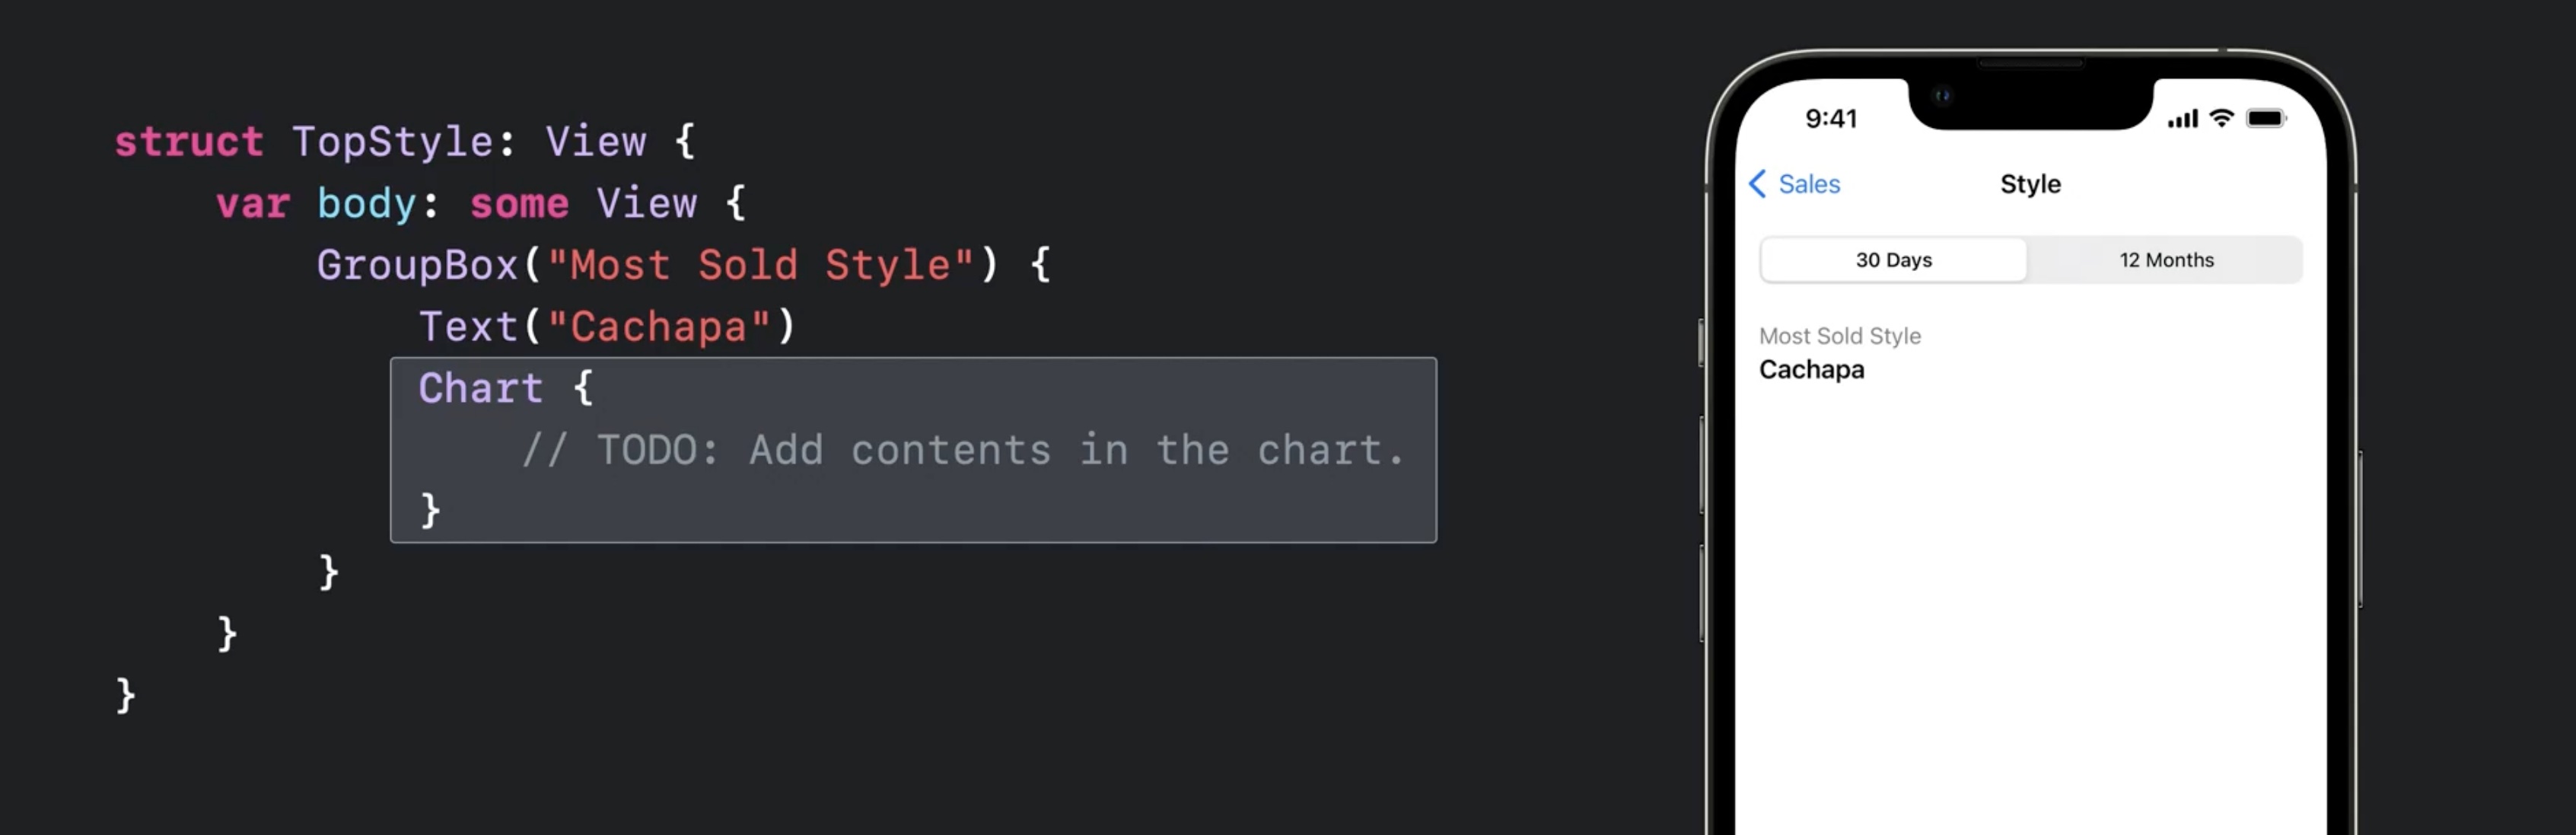 struct TopStyle: View {
    var body: some View {
        GroupBox("Most Sold Style") {
            Text("Cachapa")
            Chart {
                // TODO: Add contents in the chart.
            }
        }
    }
}
9:41
Sales
Style
30 Days
12 Months
Most Sold Style
Cachapa